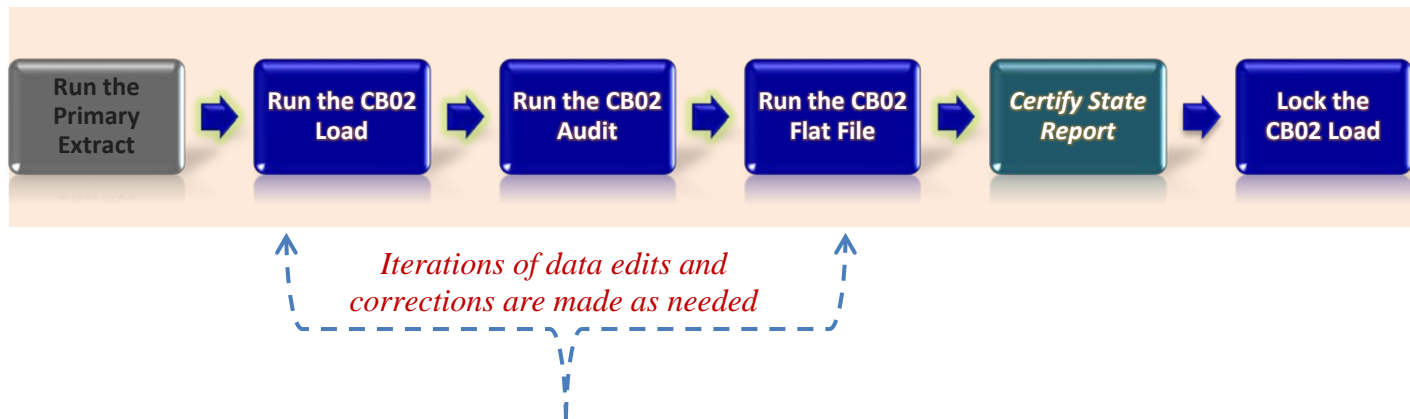 Run the
Primary
Extract
Run the CB02
Load
Run the CB02
Audit
Run the CB02
Flat File
Certify State
Report
Lock the
CB02 Load
Iterations of data edits and
corrections are made as needed